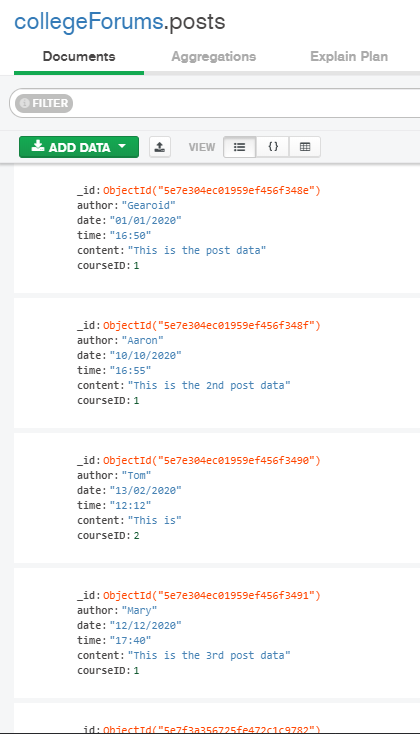 collegeForums.posts
Documents Aggregations Explain Plan
FILTER
ADD DATA VIEW {}
_id: ObjectId("5e7e304ec01959ef456f348e")
author: "Gearoid"
date: "01/01/2020"
time: "16:50"
content: "This is the post data"
courseID: 1
_id: ObjectId("5e7e304ec01959ef456f348f")
author: "Aaron"
date: "10/10/2020"
time: "16:55"
content: "This is the 2nd post data"
courseID: 1
_id: ObjectId("5e7e304ec01959ef456f3490")
author: "Tom"
date: "13/02/2020"
time: "12:12"
content: "This is"
courseID: 2
_id: ObjectId("5e7e304ec01959ef456f3491")
author: "Mary"
date: "12/12/2020"
time: "17:40"
content: "This is the 3rd post data"
courseID: 1
_id: ObjectId("5e7f3a356725fe472c1c9782")